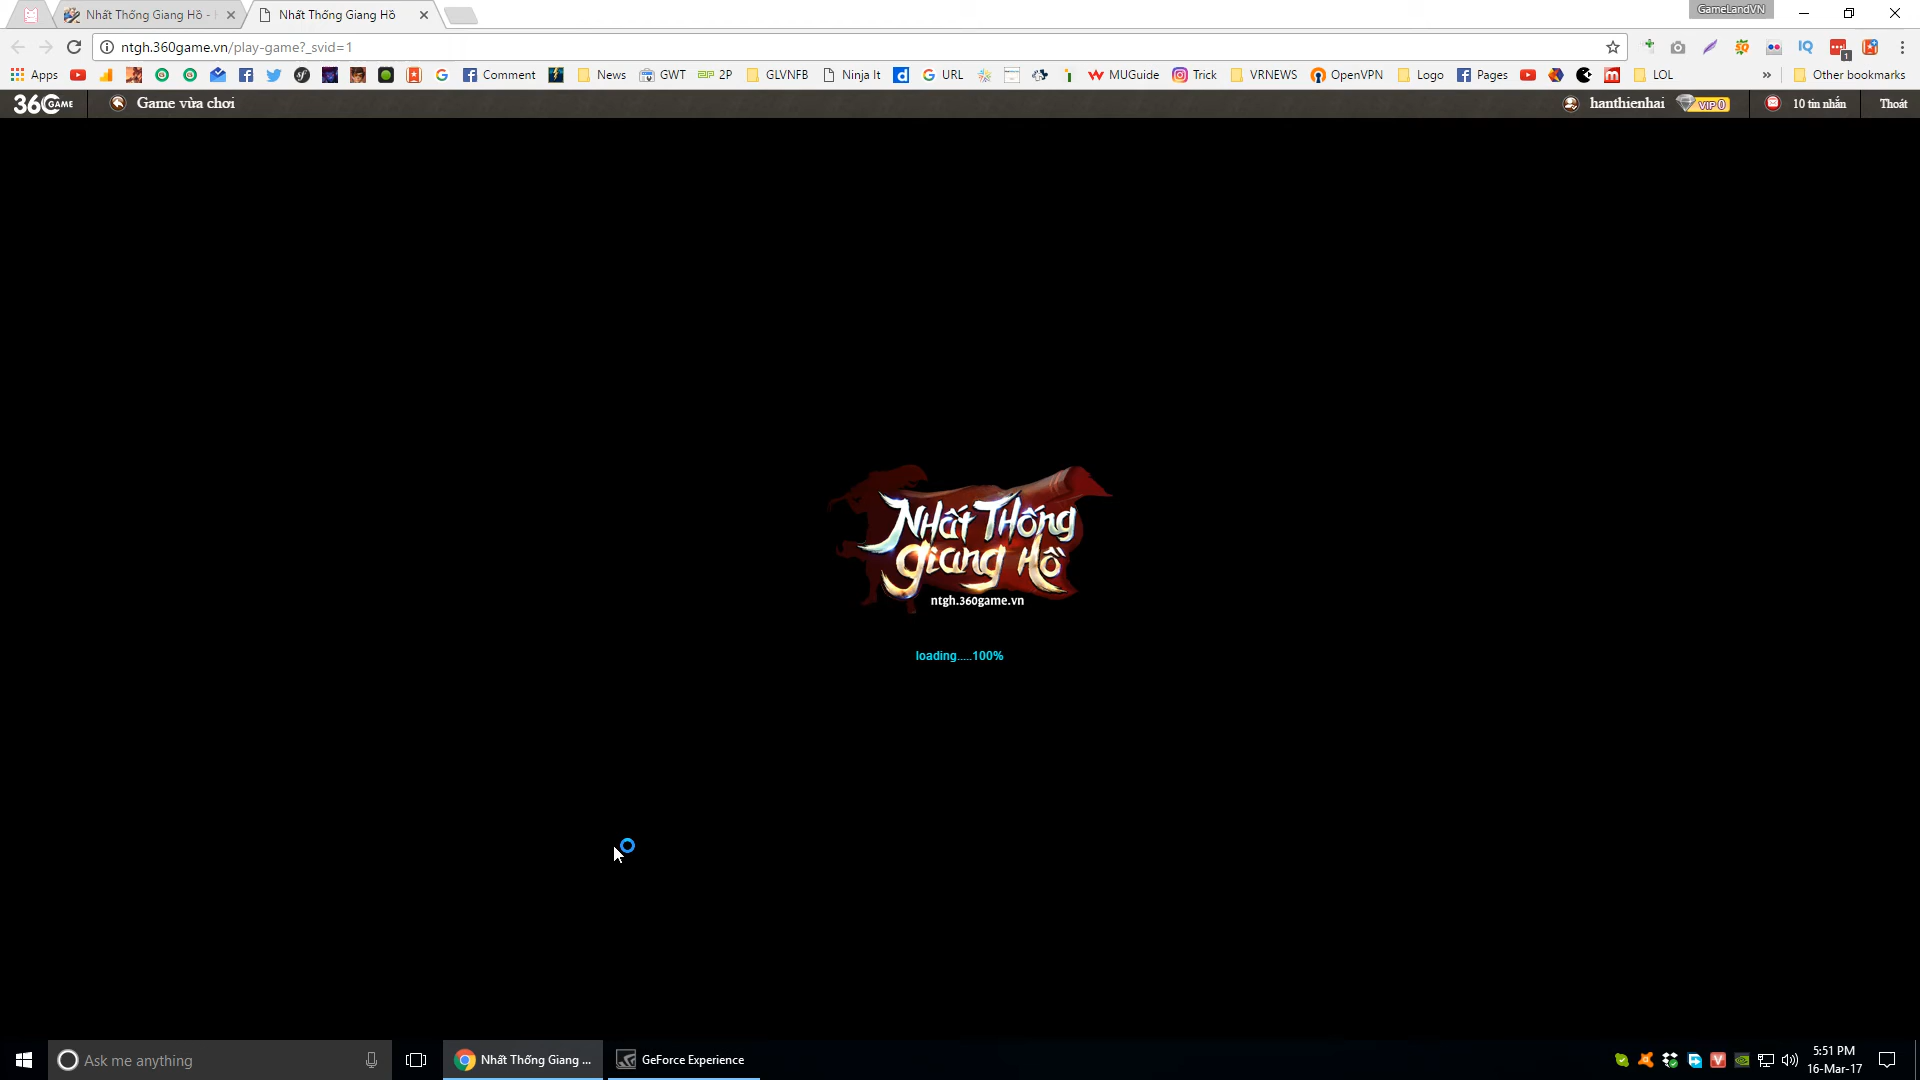 Nhất Thống Giang Hồ -
Nhất Thống Giang Hồ
GameLandVN
ntgh.360game.vn/play-game?_svid=1
Apps
Comment
News
GWT
2P
GLVNFB
Ninja It
URL
MUGuide
Trick
VRNEWS
OpenVPN
Logo
Pages
LOL
»
Other bookmarks
360GAME
Game vừa chơi
hanthienhai
VIP 0
10 tin nhắn
Thoát
Nhất Thống
Giang Hồ
ntgh.360game.vn
loading.....100%
Ask me anything
Nhất Thống Giang ...
GeForce Experience
5:51 PM
16-Mar-17